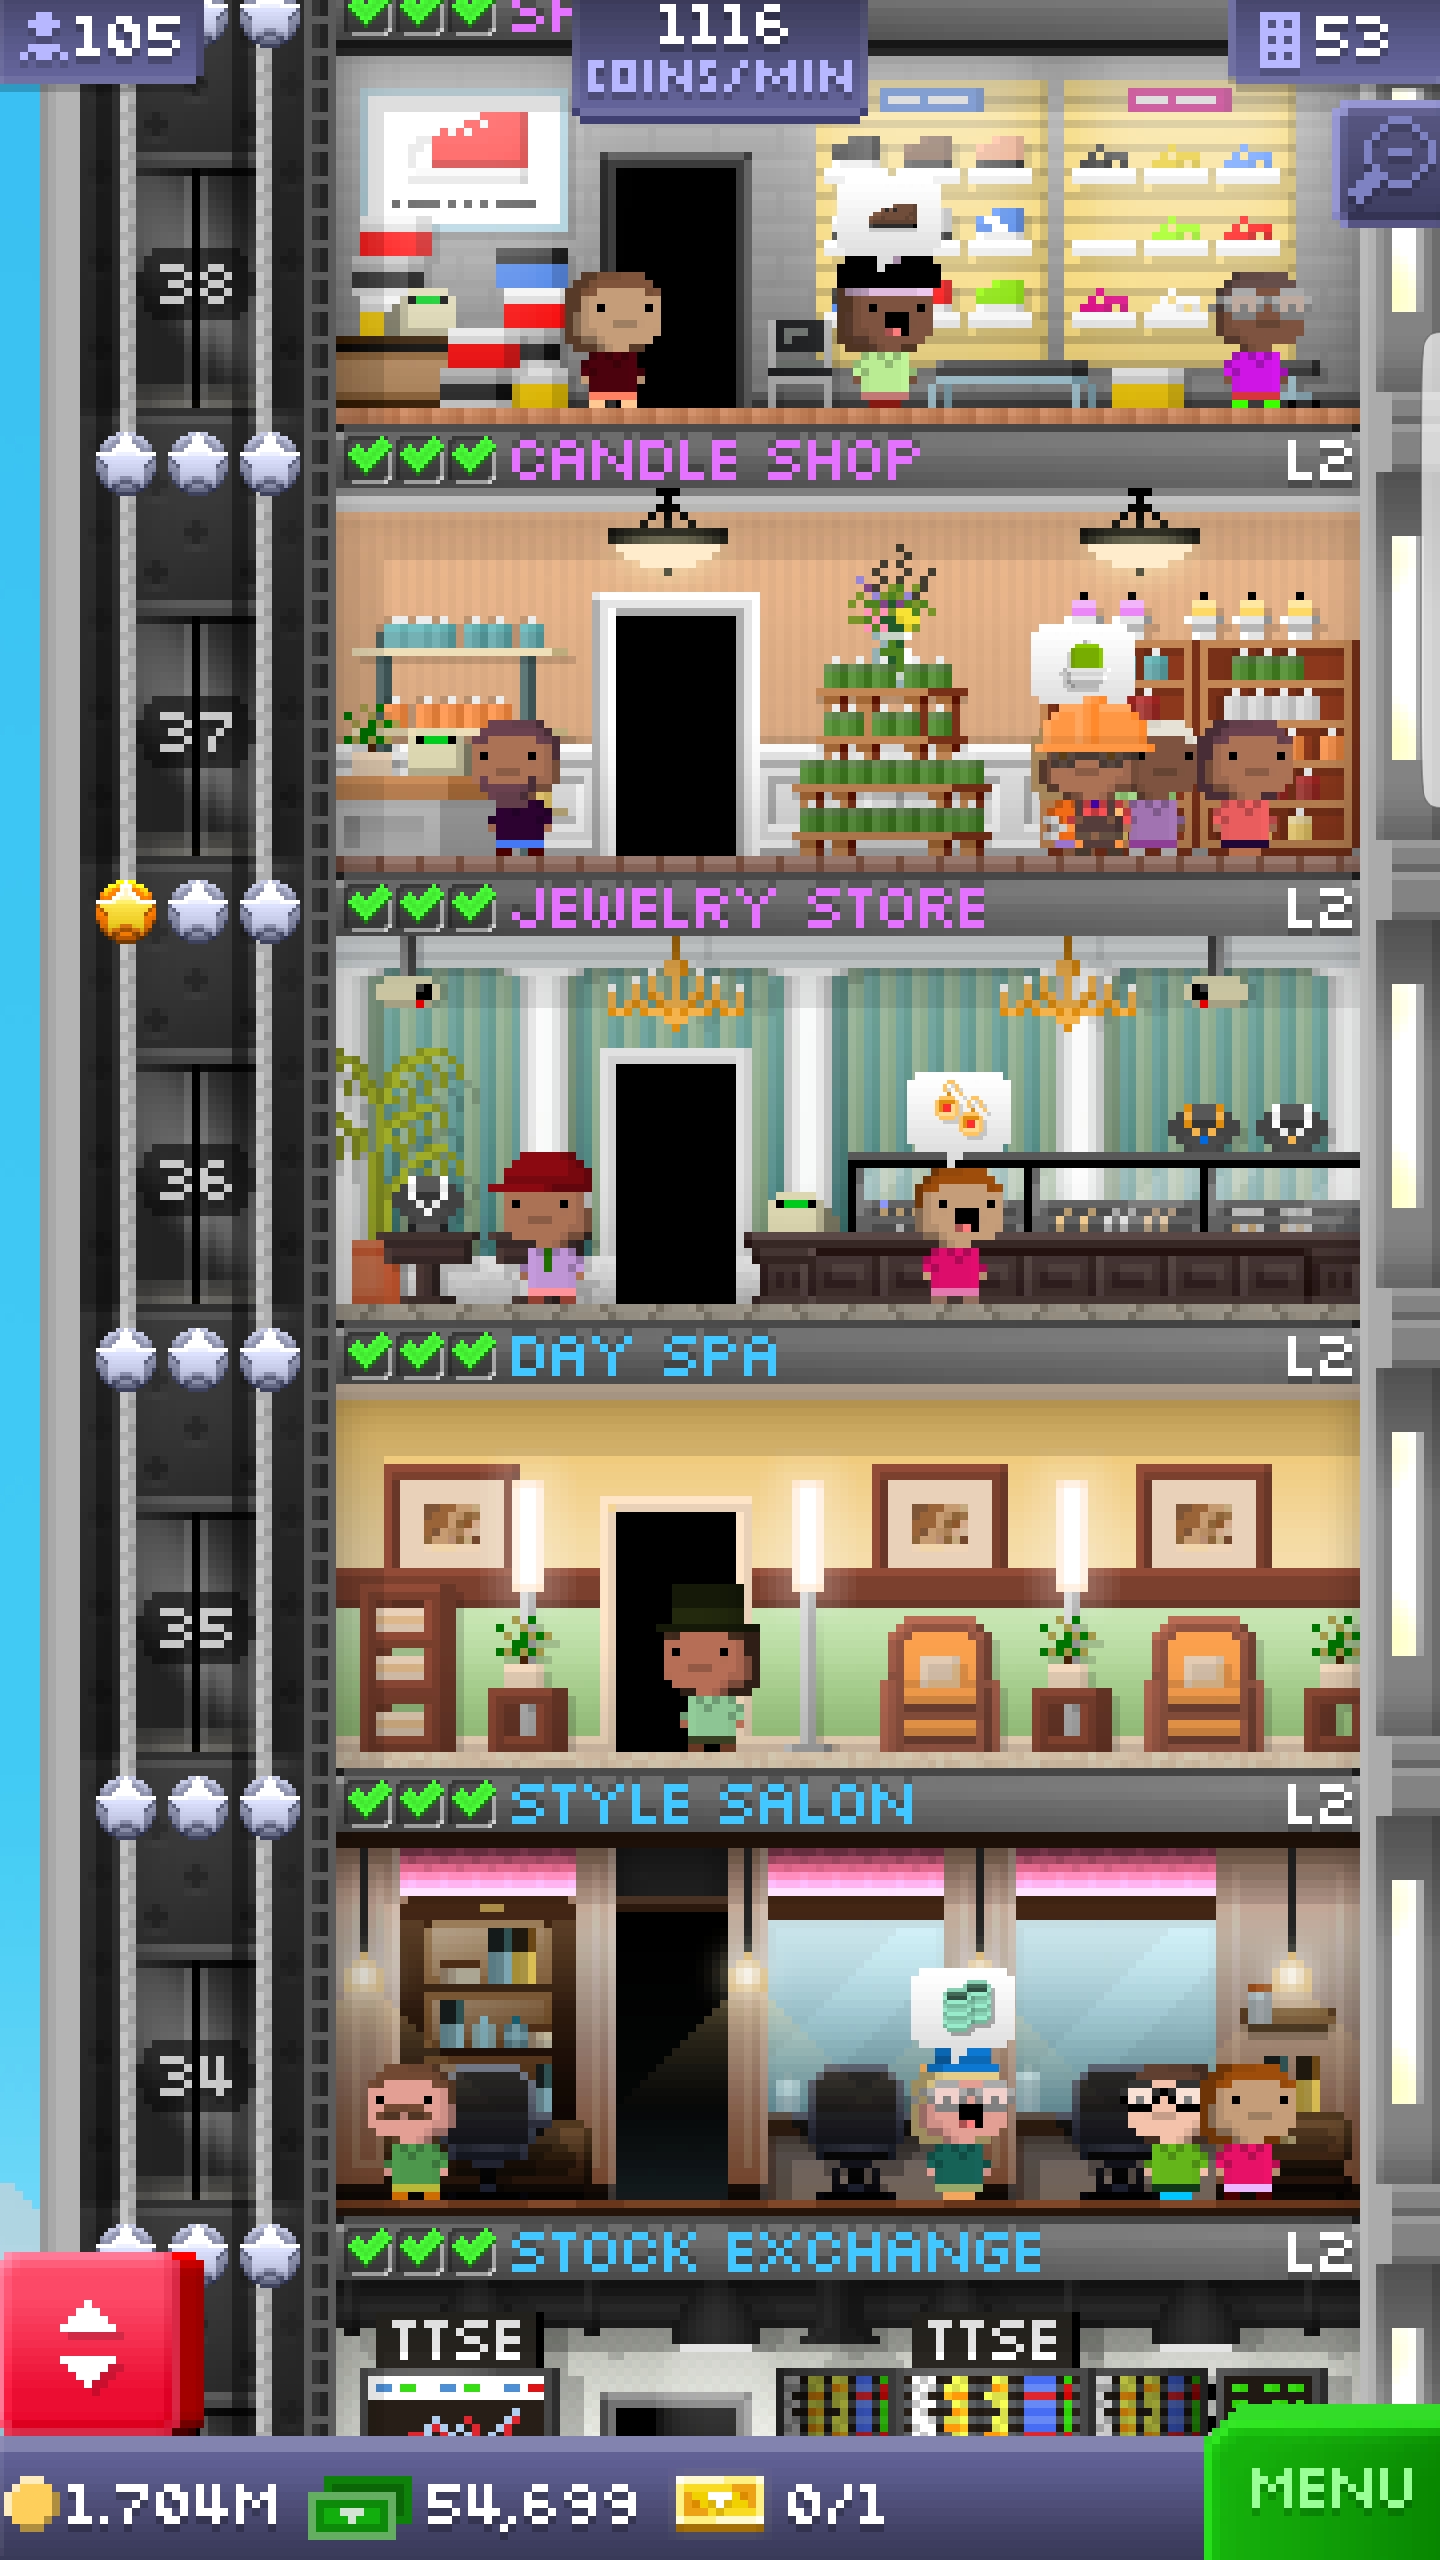 105
SH
1116
COINS/MIN
53
38
CANDLE SHOP L2
37
JEWELRY STORE L2
36
DAY SPA L2
35
STYLE SALON L2
34
STOCK EXCHANGE L2
TTSE TTSE
1.704M 54,699 0/1 MENU